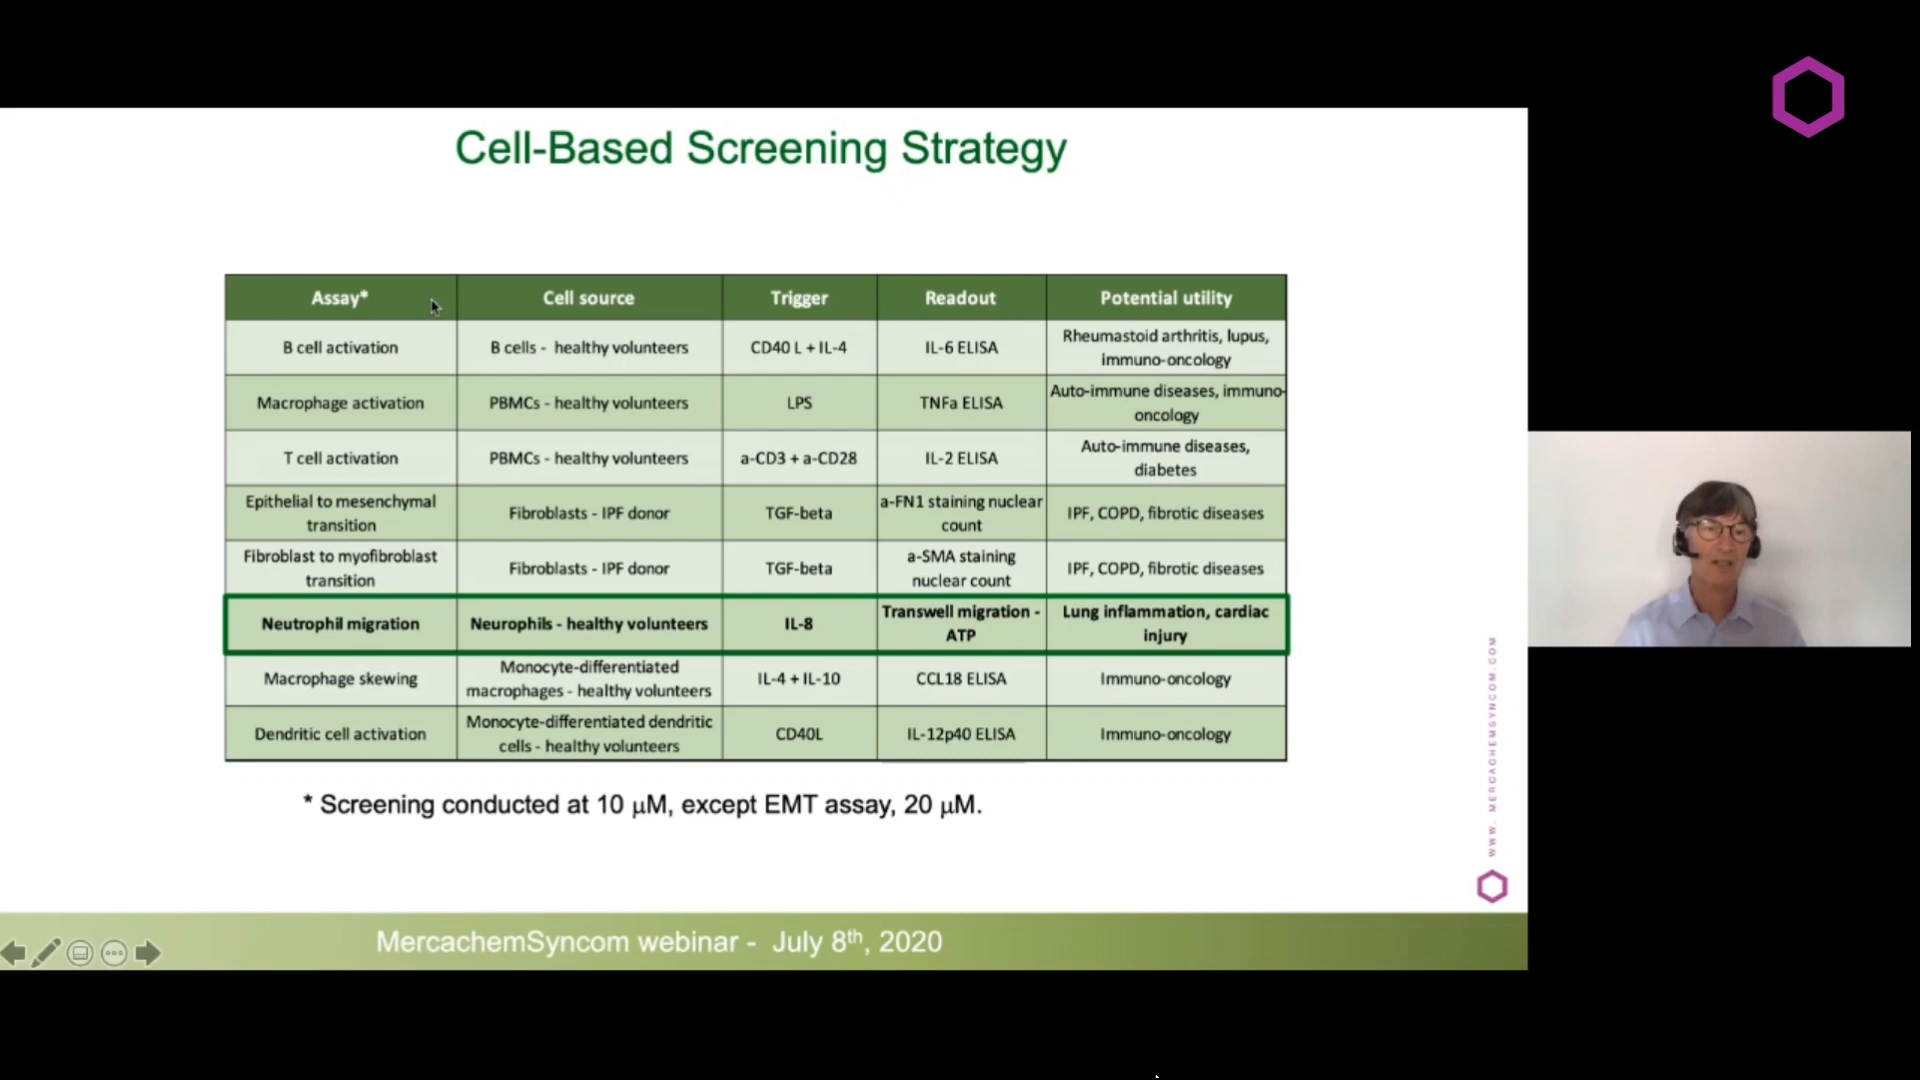 Cell-Based Screening Strategy
Assay* Cell source Trigger Readout Potential utility
B cell activation B cells - healthy volunteers CD40 L + IL-4 IL-6 ELISA Rheumastoid arthritis, lupus,
immuno-oncology
Macrophage activation PBMCs - healthy volunteers LPS TNFa ELISA Auto-immune diseases, immuno-
oncology
T cell activation PBMCs - healthy volunteers a-CD3 + a-CD28 IL-2 ELISA Auto-immune diseases,
diabetes
Epithelial to mesenchymal
transition
Fibroblasts - IPF donor TGF-beta
a-FN1 staining nuclear
count
IPF, COPD, fibrotic diseases
Fibroblast to myofibroblast
transition
Fibroblasts - IPF donor TGF-beta
a-SMA staining
nuclear count
IPF, COPD, fibrotic diseases
Neutrophil migration Neurophils - healthy volunteers IL-8
Transwell migration -
ATP
Lung inflammation, cardiac
injury
Macrophage skewing
Monocyte-differentiated
macrophages - healthy volunteers
IL-4 + IL-10 CCL18 ELISA Immuno-oncology
Dendritic cell activation
Monocyte-differentiated dendritic
cells - healthy volunteers
CD40L IL-12p40 ELISA Immuno-oncology
* Screening conducted at 10 μM, except EMT assay, 20 μM.
WWW. MERCACHEMSYNCOM.COM
MercachemSyncom webinar - July 8th, 2020